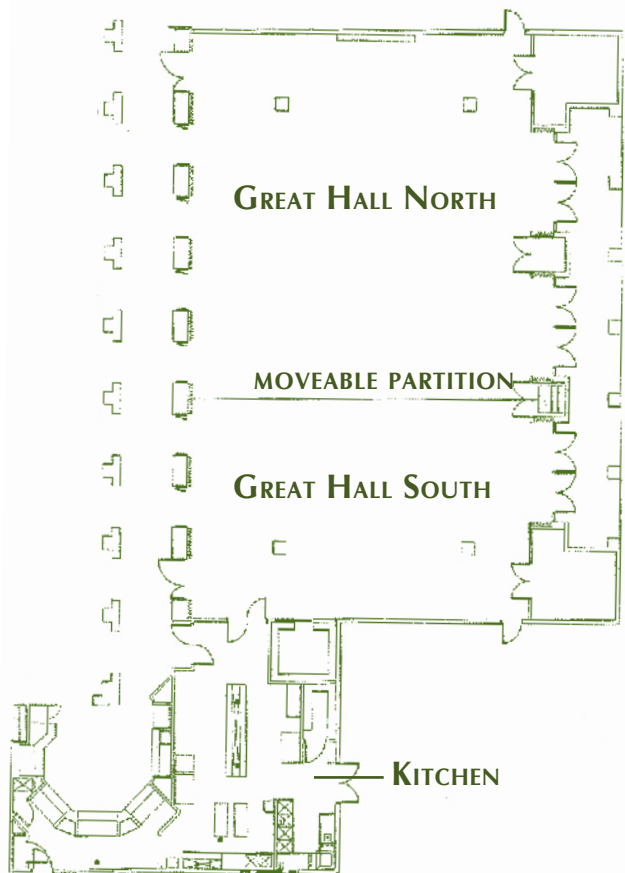 GREAT HALL NORTH
MOVEABLE PARTITION
GREAT HALL SOUTH
KITCHEN